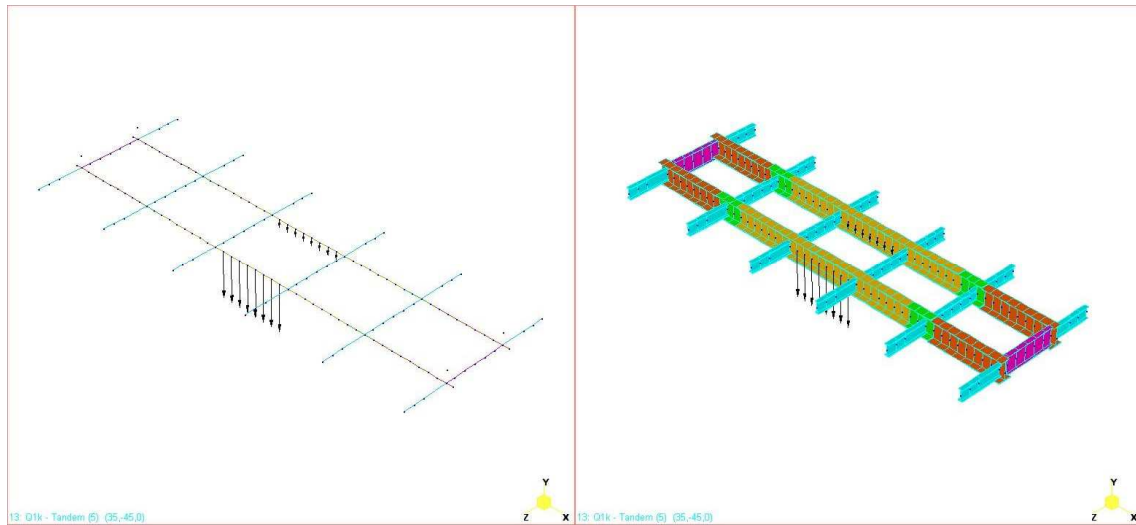 Y
Z
X
13: Q1k - Tandem (5) (35,-45,0)
Y
Z
X
13: Q1k - Tandem (5) (35,-45,0)